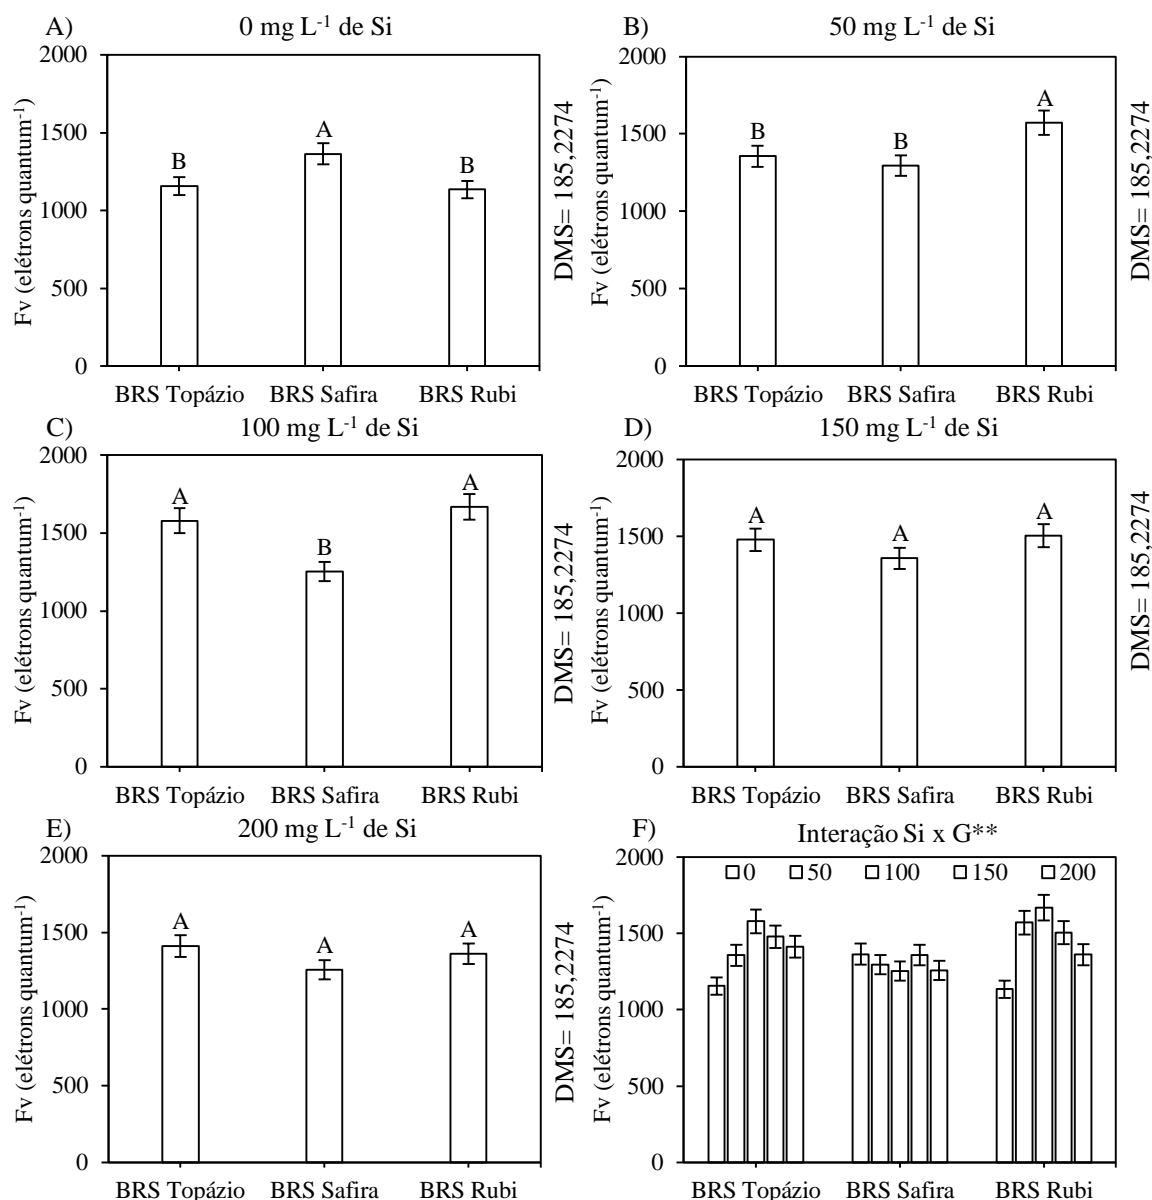 A) 0 mg L⁻¹ de Si
Fv (elétrons quantum⁻¹)
2000
1500
1000
500
0
B
A
B
BRS Topázio BRS Safira BRS Rubi
DMS= 185,2274
B) 50 mg L⁻¹ de Si
Fv (elétrons quantum⁻¹)
2000
1500
1000
500
0
B
B
A
BRS Topázio BRS Safira BRS Rubi
DMS= 185,2274
C) 100 mg L⁻¹ de Si
Fv (elétrons quantum⁻¹)
2000
1500
1000
500
0
A
B
A
BRS Topázio BRS Safira BRS Rubi
DMS= 185,2274
D) 150 mg L⁻¹ de Si
Fv (elétrons quantum⁻¹)
2000
1500
1000
500
0
A
A
A
BRS Topázio BRS Safira BRS Rubi
DMS= 185,2274
E) 200 mg L⁻¹ de Si
Fv (elétrons quantum⁻¹)
2000
1500
1000
500
0
A
A
A
BRS Topázio BRS Safira BRS Rubi
DMS= 185,2274
F) Interação Si x G**
Fv (elétrons quantum⁻¹)
2000
1500
1000
500
0
0 50 100 150 200
BRS Topázio BRS Safira BRS Rubi